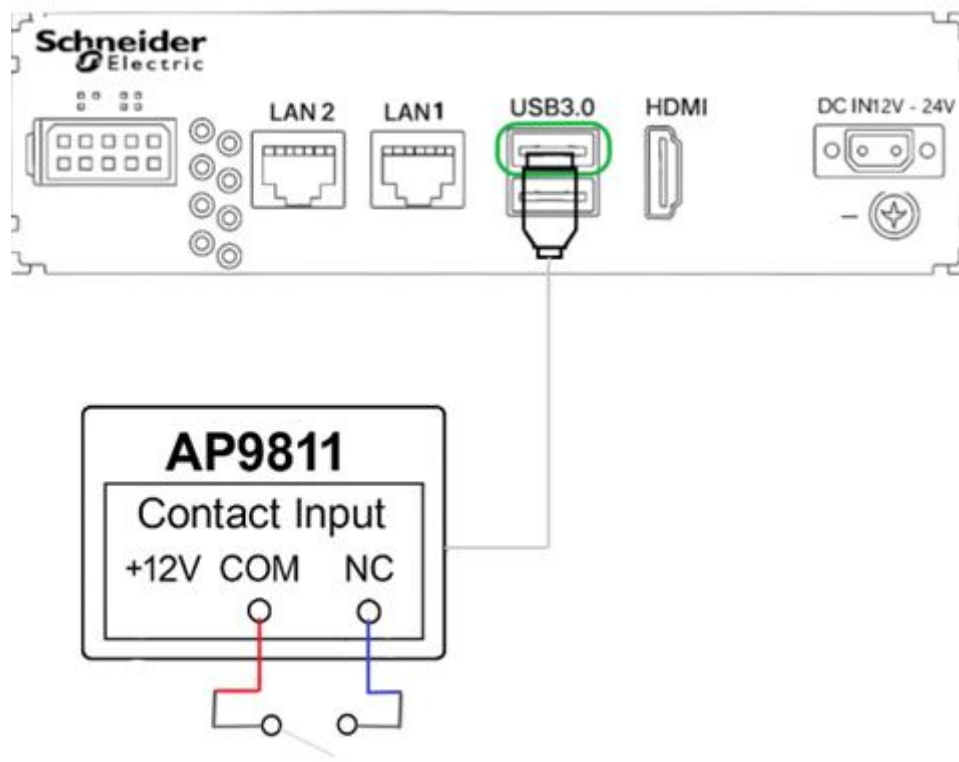 Schneider
Electric
LAN 2 LAN1 USB3.0 HDMI DC IN12V - 24V
AP9811
Contact Input
+12V COM NC